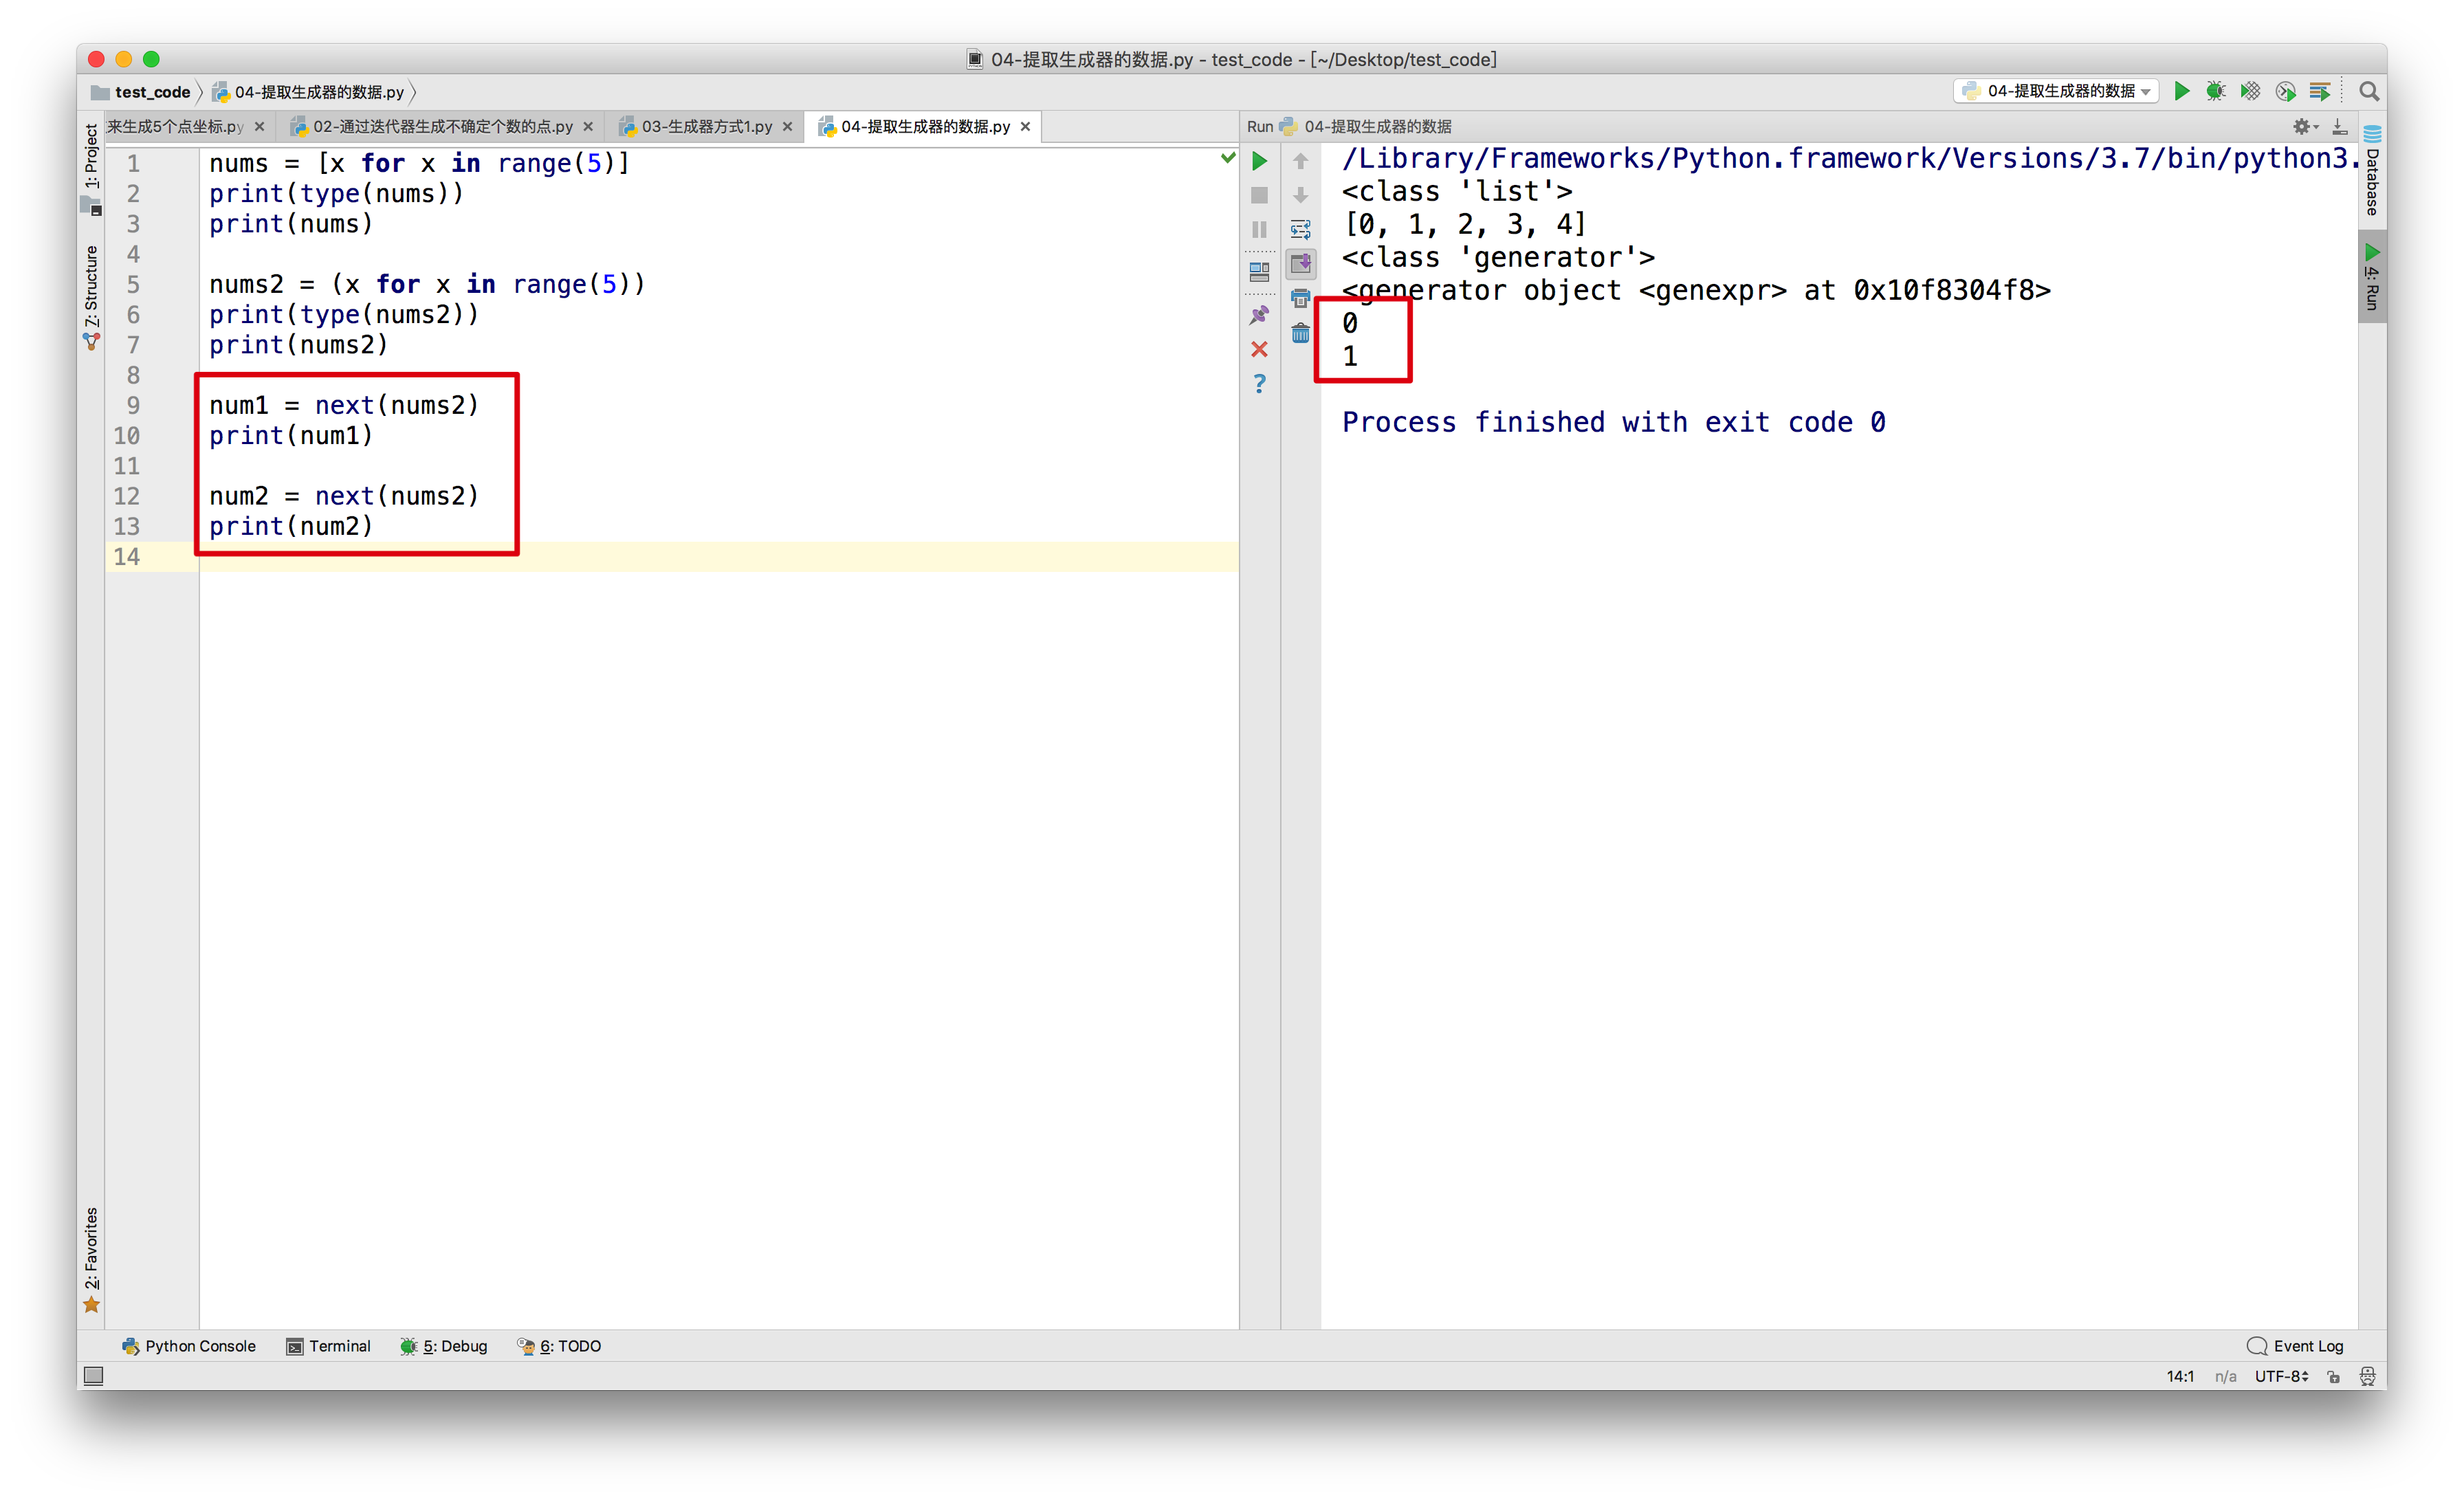 04-提取生成器的数据.py - test_code - [~/Desktop/test_code]
test_code
04-提取生成器的数据.py
04-提取生成器的数据
来生成5个点坐标.py
02-通过迭代器生成不确定个数的点.py
03-生成器方式1.py
04-提取生成器的数据.py
Run
04-提取生成器的数据
1: Project
7: Structure
2: Favorites
1 nums = [x for x in range(5)]
2 print(type(nums))
3 print(nums)
4
5 nums2 = (x for x in range(5))
6 print(type(nums2))
7 print(nums2)
8
9 num1 = next(nums2)
10 print(num1)
11
12 num2 = next(nums2)
13 print(num2)
14
/Library/Frameworks/Python.framework/Versions/3.7/bin/python3.
<class 'list'>
[0, 1, 2, 3, 4]
<class 'generator'>
<generator object <genexpr> at 0x10f8304f8>
0
1
Process finished with exit code 0
Database
4: Run
Python Console
Terminal
5: Debug
6: TODO
Event Log
14:1
n/a
UTF-8